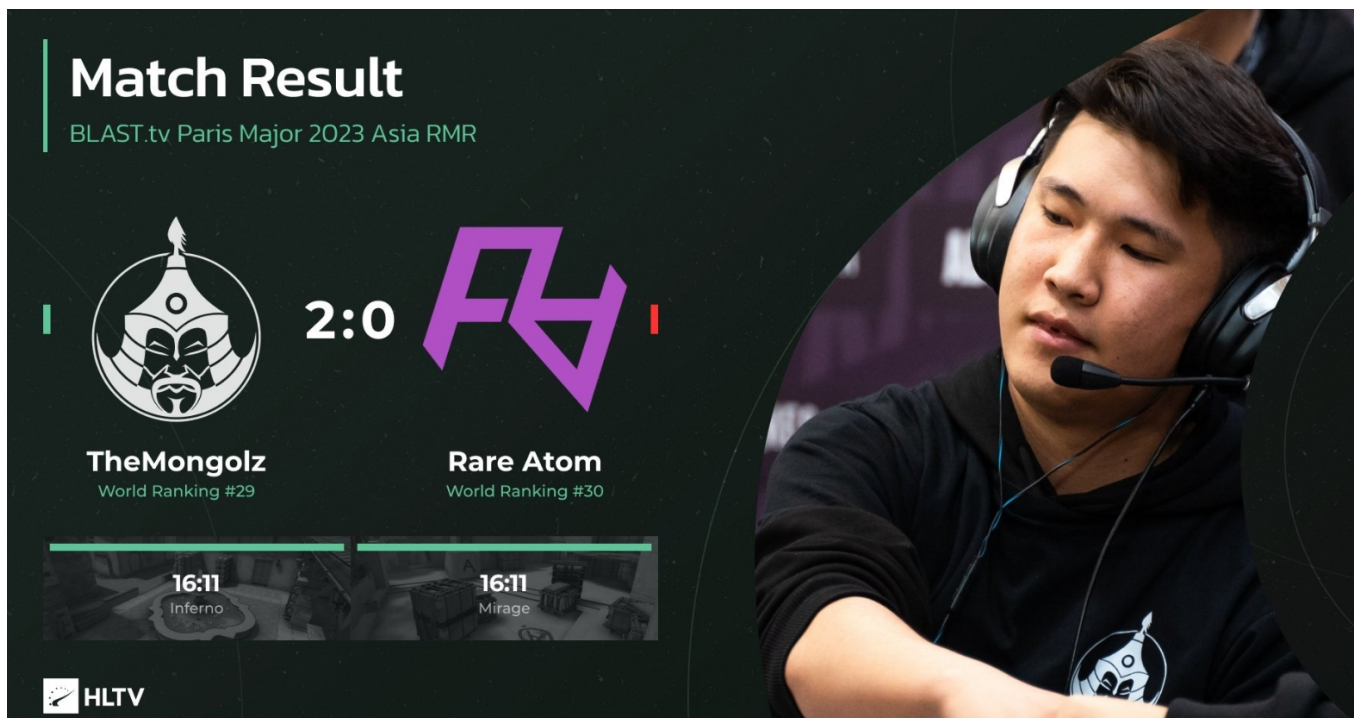 Match Result
BLAST.tv Paris Major 2023 Asia RMR
2:0
TheMongolz
World Ranking #29
Rare Atom
World Ranking #30
16:11
Inferno
16:11
Mirage
HLTV